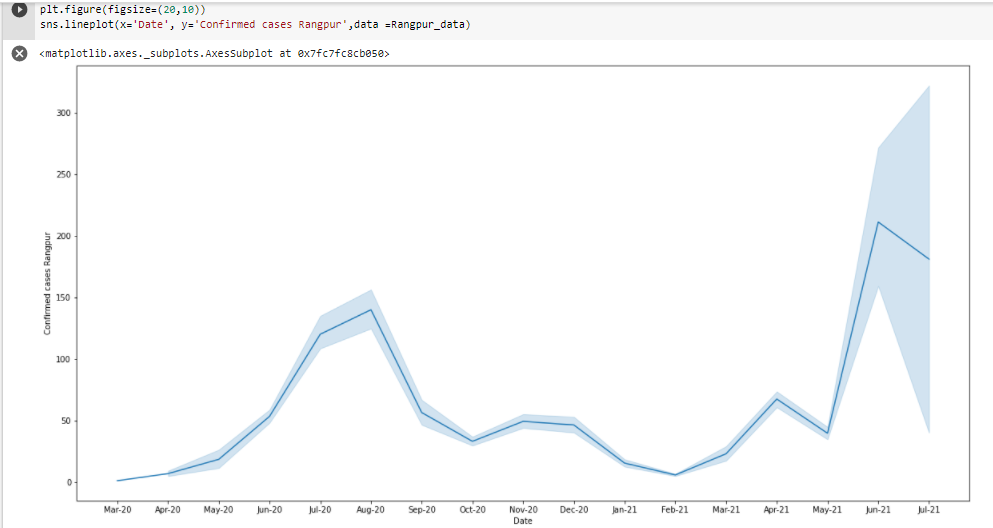 plt.figure(figsize=(20,10))
sns.lineplot(x='Date', y='Confirmed cases Rangpur',data =Rangpur_data)
<matplotlib.axes._subplots.AxesSubplot at 0x7fc7fc8cb050>
300
250
200
150
100
50
0
Confirmed cases Rangpur
Mar-20 Apr-20 May-20 Jun-20 Jul-20 Aug-20 Sep-20 Oct-20 Nov-20 Dec-20 Jan-21 Feb-21 Mar-21 Apr-21 May-21 Jun-21 Jul-21
Date